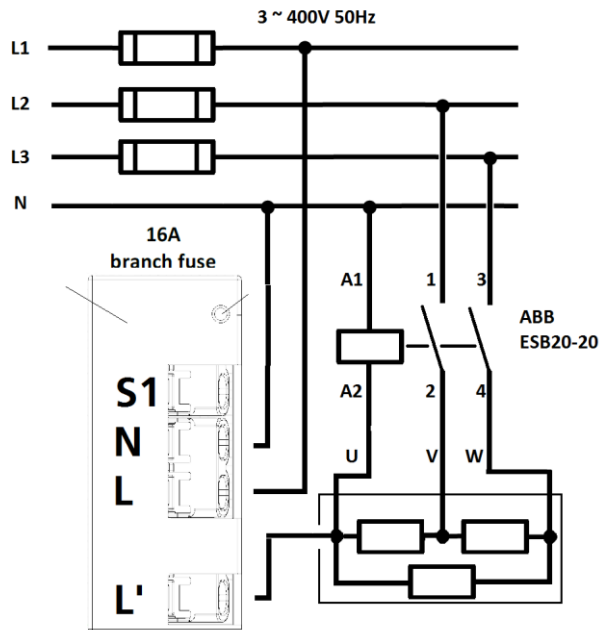 3 ~ 400V 50Hz
L1
L2
L3
N
16A
branch fuse
A1
1
3
ABB
ESB20-20
S1
A2
2
4
N
U
V
W
L
L'